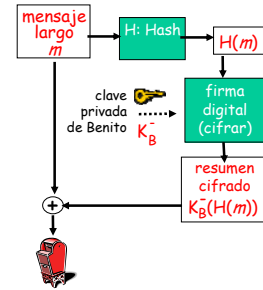 mensaje
largo
m
H: Hash
H(m)
clave
privada
de Benito
K_B^-
firma
digital
(cifrar)
resumen
cifrado
K_B^-(H(m))
+